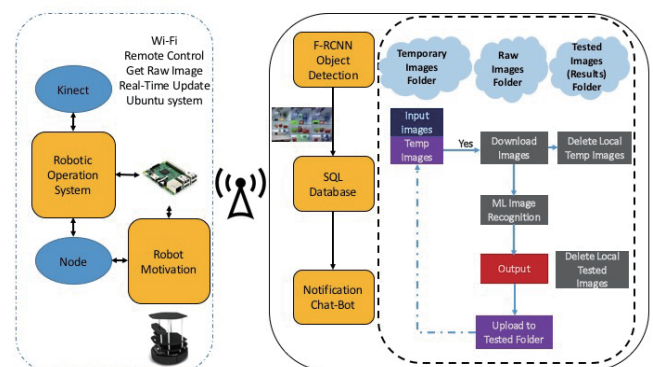 Wi-Fi
Remote Control
Get Raw Image
Real-Time Update
Ubuntu system
Kinect
Robotic
Operation
System
Node
Robot
Motivation
F-RCNN
Object
Detection
SQL
Database
Notification
Chat-Bot
Temporary
Images
Folder
Raw
Images
Folder
Tested
Images
(Results)
Folder
Input
Images
Temp
Images
Yes
Download
Images
Delete Local
Temp Images
ML Image
Recognition
Output
Delete Local
Tested
Images
Upload to
Tested Folder